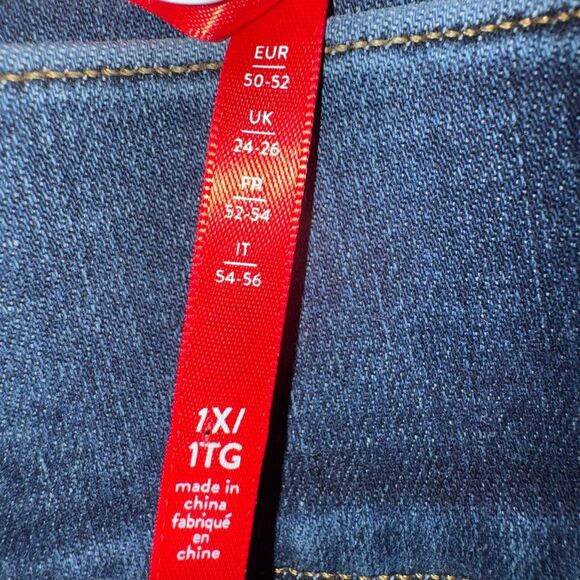 EUR
50-52
UK
24-26
FR
52-54
IT
54-56
1X/
1TG
made in
china
fabriqué
en
chine